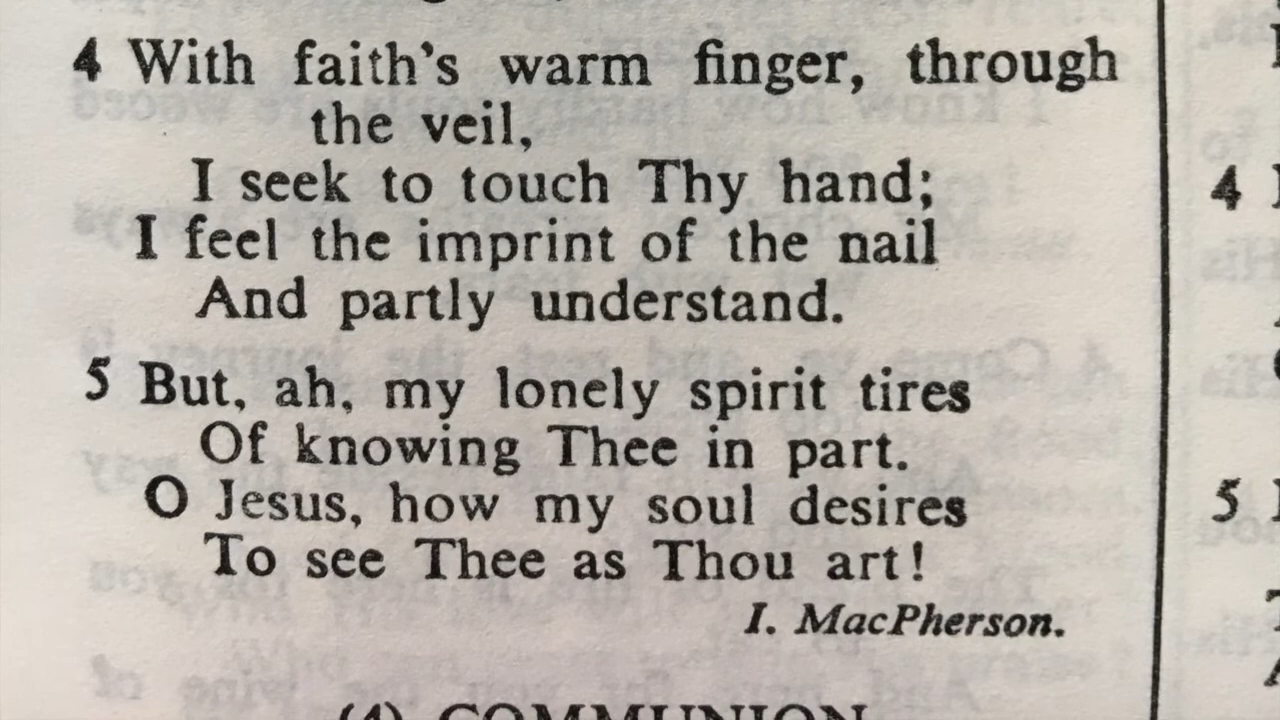 4 With faith's warm finger, through
the veil,
I seek to touch Thy hand;
I feel the imprint of the nail
And partly understand.
5 But, ah, my lonely spirit tires
Of knowing Thee in part.
O Jesus, how my soul desires
To see Thee as Thou art!
I. MacPherson.
(4) COMMUNION
4
5